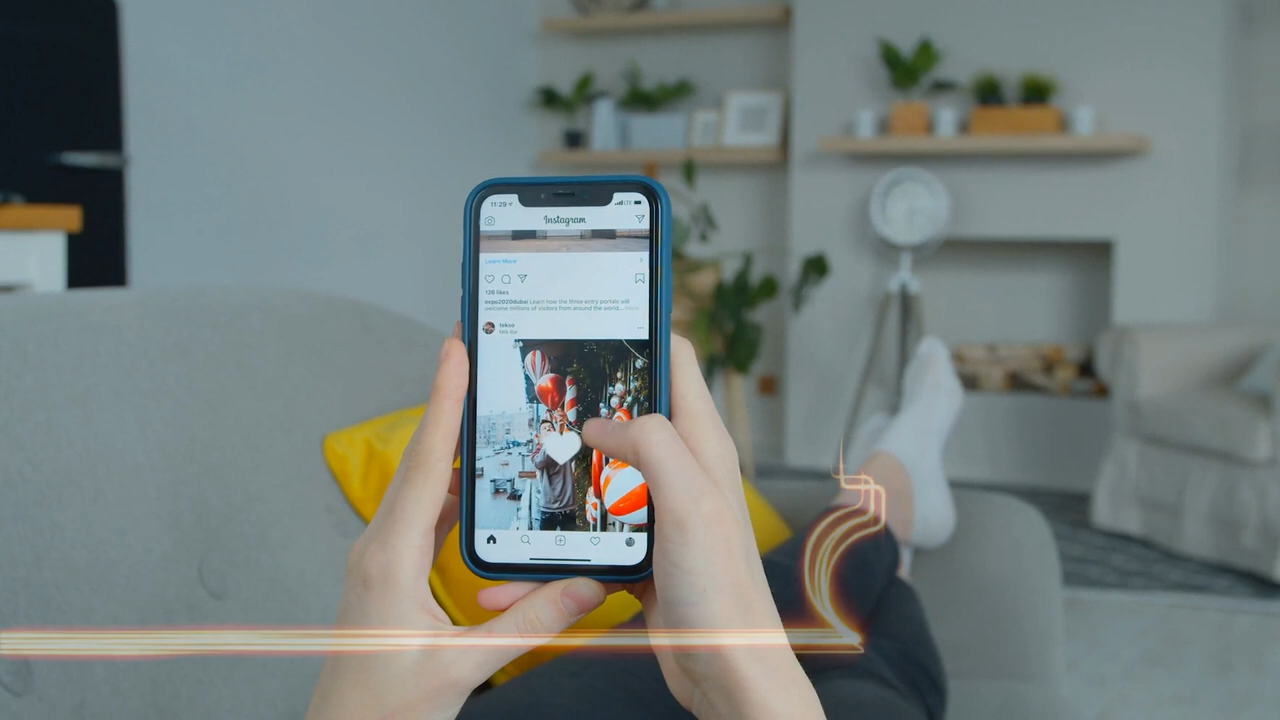 11:29
LTE
Instagram
Learn More
126 likes
expo2020dubai Learn how the three entry portals will
welcome millions of visitors from around the world... more